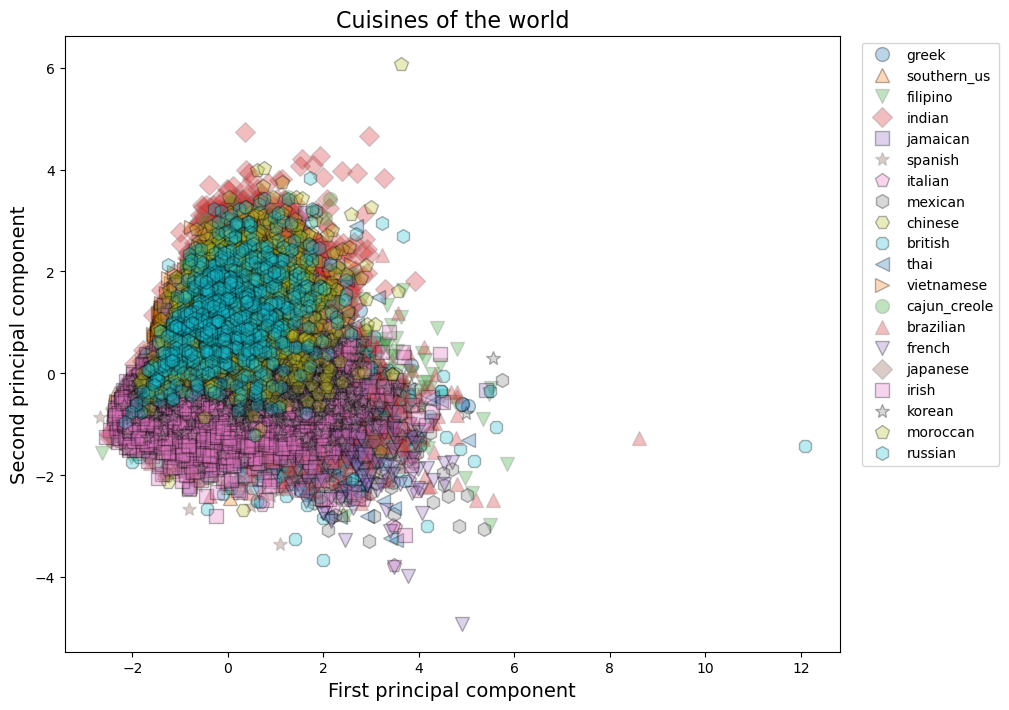 Cuisines of the world
Second principal component
6
4
2
0
−2
−4
−2
0
2
4
6
8
10
12
First principal component
greek
southern_us
filipino
indian
jamaican
spanish
italian
mexican
chinese
british
thai
vietnamese
cajun_creole
brazilian
french
japanese
irish
korean
moroccan
russian